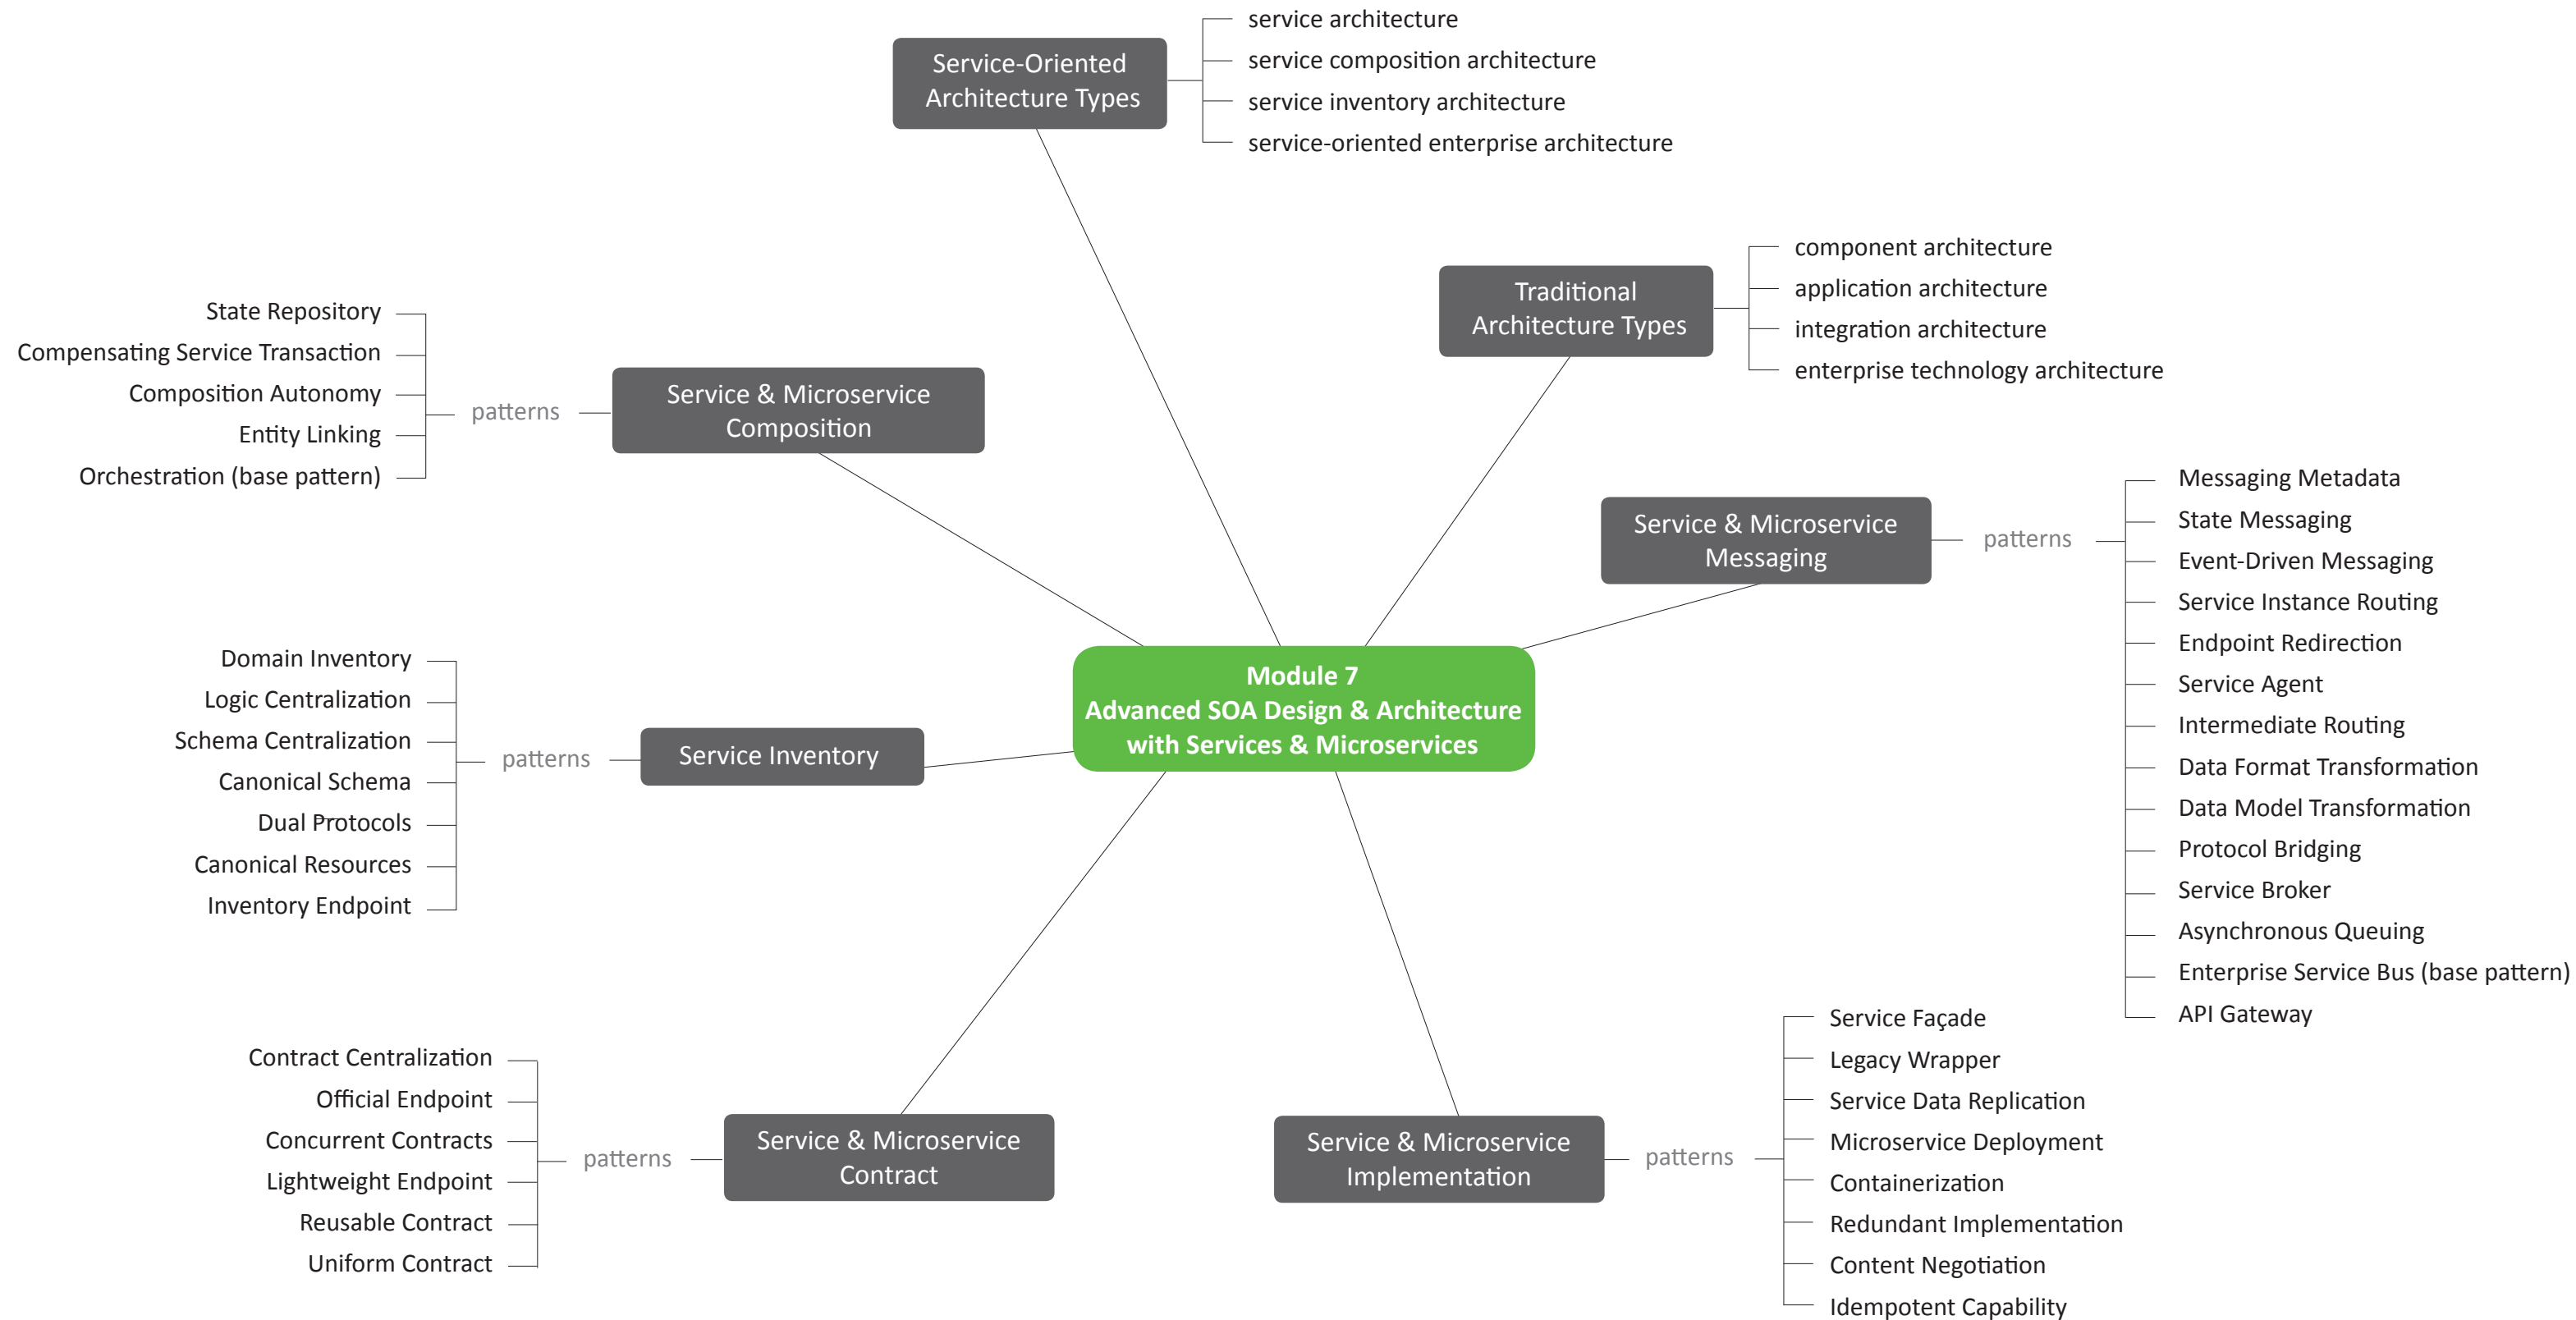 Service-Oriented
Architecture Types
service architecture
service composition architecture
service inventory architecture
service-oriented enterprise architecture
Traditional
Architecture Types
component architecture
application architecture
integration architecture
enterprise technology architecture
State Repository
Compensating Service Transaction
Composition Autonomy
Entity Linking
Orchestration (base pattern)
patterns
Service & Microservice
Composition
Service & Microservice
Messaging
patterns
Messaging Metadata
State Messaging
Event-Driven Messaging
Service Instance Routing
Endpoint Redirection
Service Agent
Intermediate Routing
Data Format Transformation
Data Model Transformation
Protocol Bridging
Service Broker
Asynchronous Queuing
Enterprise Service Bus (base pattern)
API Gateway
Module 7
Advanced SOA Design & Architecture
with Services & Microservices
Domain Inventory
Logic Centralization
Schema Centralization
Canonical Schema
Dual Protocols
Canonical Resources
Inventory Endpoint
patterns
Service Inventory
Contract Centralization
Official Endpoint
Concurrent Contracts
Lightweight Endpoint
Reusable Contract
Uniform Contract
patterns
Service & Microservice
Contract
Service & Microservice
Implementation
patterns
Service Façade
Legacy Wrapper
Service Data Replication
Microservice Deployment
Containerization
Redundant Implementation
Content Negotiation
Idempotent Capability